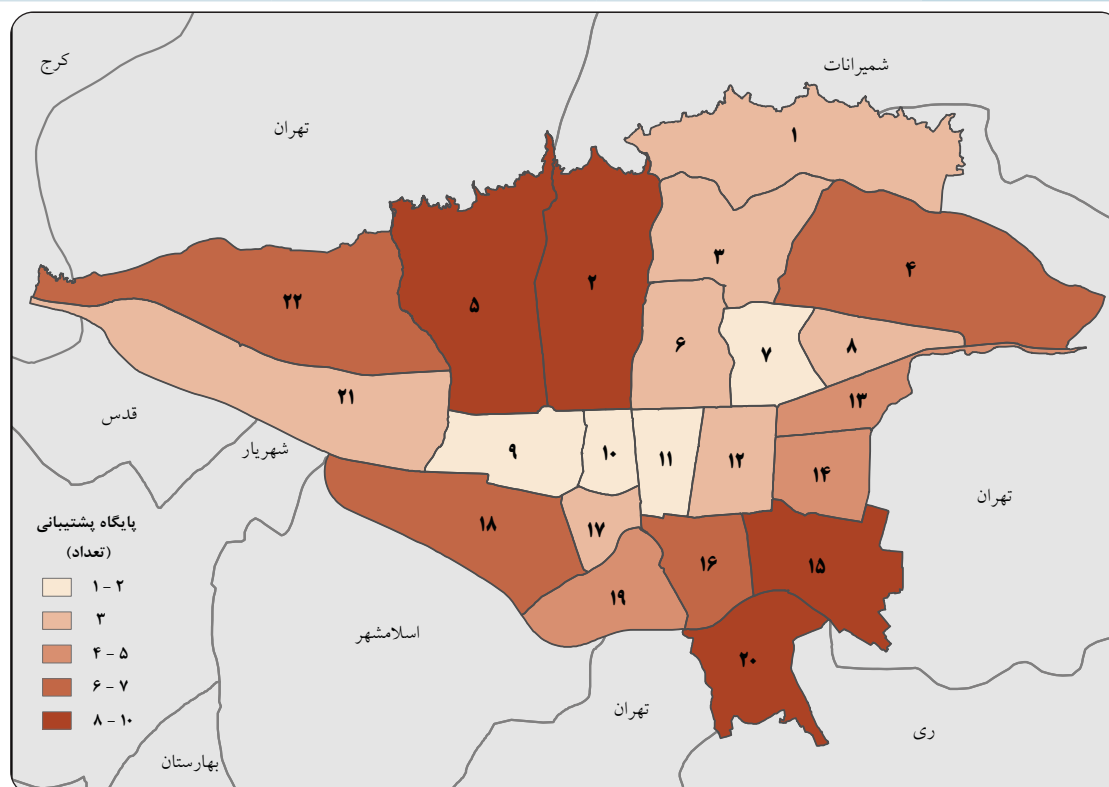 کرج
شمیرانات
تهران
۱
۳
۴
۲
۵
۲۲
۶
۷
۸
۲۱
۱۳
قدس
شهریار
۹
۱۰
۱۱
۱۲
۱۴
تهران
۱۸
۱۷
۱۶
۱۵
۱۹
اسلامشهر
۲۰
تهران
ری
بهارستان
پایگاه پشتیبانی
(تعداد)
۱ - ۲
۳
۴ - ۵
۶ - ۷
۸ - ۱۰